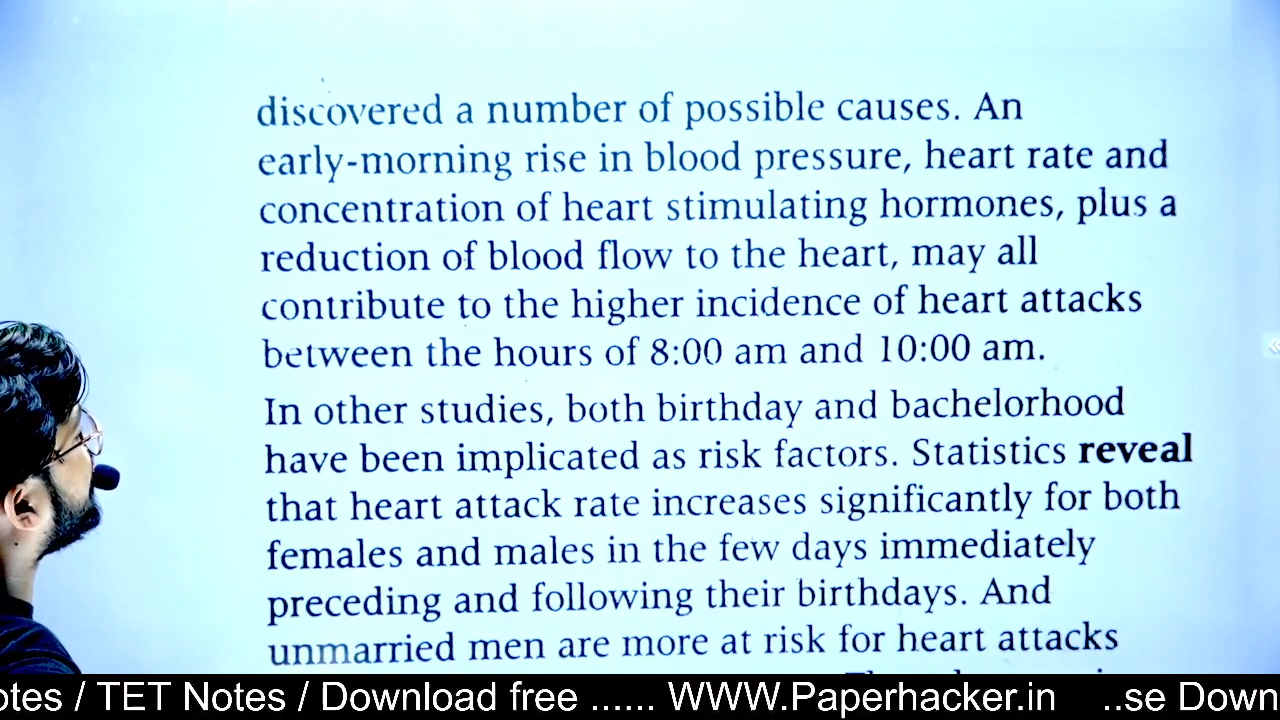 discovered a number of possible causes. An
early-morning rise in blood pressure, heart rate and
concentration of heart stimulating hormones, plus a
reduction of blood flow to the heart, may all
contribute to the higher incidence of heart attacks
between the hours of 8:00 am and 10:00 am.
In other studies, both birthday and bachelorhood
have been implicated as risk factors. Statistics reveal
that heart attack rate increases significantly for both
females and males in the few days immediately
preceding and following their birthdays. And
unmarried men are more at risk for heart attacks
otes / TET Notes / Download free ...... WWW.Paperhacker.in ..se Down